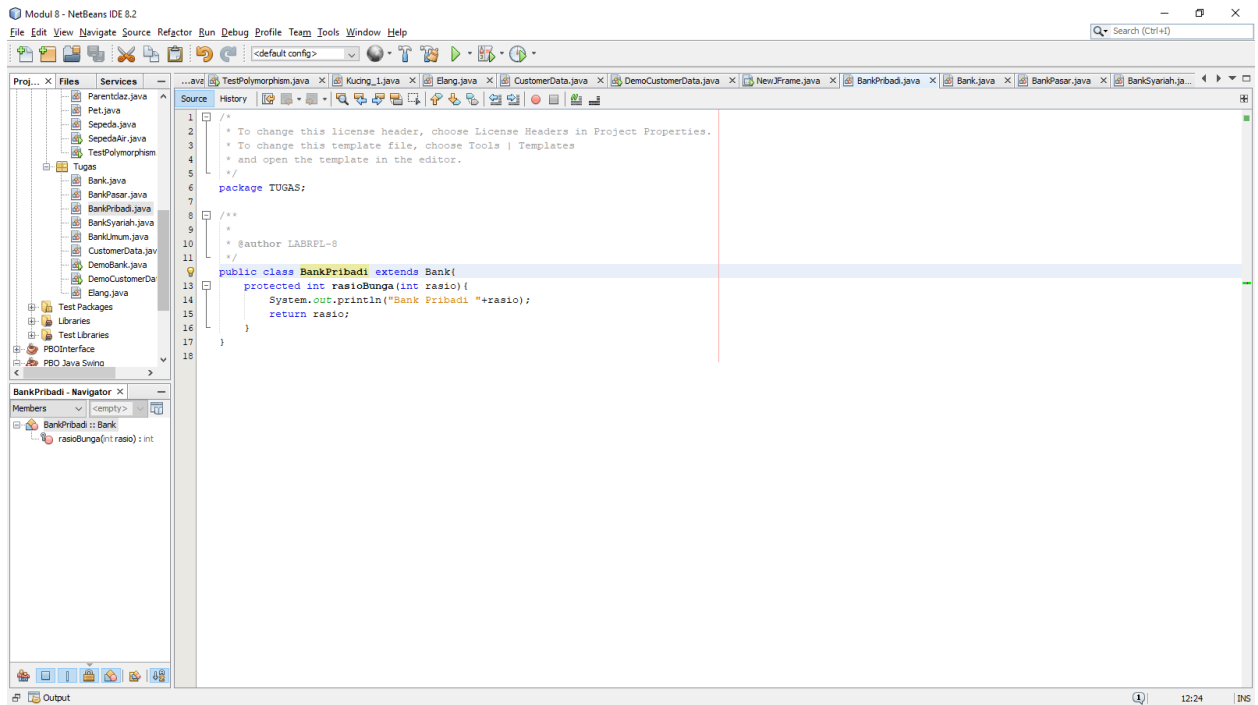 Modul 8 - NetBeans IDE 8.2
File Edit View Navigate Source Refactor Run Debug Profile Team Tools Window Help
Search (Ctrl+I)
<default config>
Proj... Files Services
...ava TestPolymorphism.java Kucing_1.java Elang.java CustomerData.java DemoCustomerData.java NewJFrame.java BankPribadi.java Bank.java BankPasar.java BankSyariah.ja...
Source History
Parentdaz.java
Pet.java
Sepeda.java
SepedaAir.java
TestPolymorphism
Tugas
Bank.java
BankPasar.java
BankPribadi.java
BankSyariah.java
BankUmum.java
CustomerData.jav
DemoBank.java
DemoCustomerDat
Elang.java
Test Packages
Libraries
Test Libraries
PBOInterface
PBO Java Swing
1 /*
2 * To change this license header, choose License Headers in Project Properties.
3 * To change this template file, choose Tools | Templates
4 * and open the template in the editor.
5 */
6 package TUGAS;
7
8 /**
9 *
10 * @author LABRPL-8
11 */
public class BankPribadi extends Bank{
13 protected int rasioBunga(int rasio){
14 System.out.println("Bank Pribadi "+rasio);
15 return rasio;
16 }
17 }
18
BankPribadi - Navigator
Members <empty>
BankPribadi :: Bank
rasioBunga(int rasio) : int
Output
1 12:24 INS